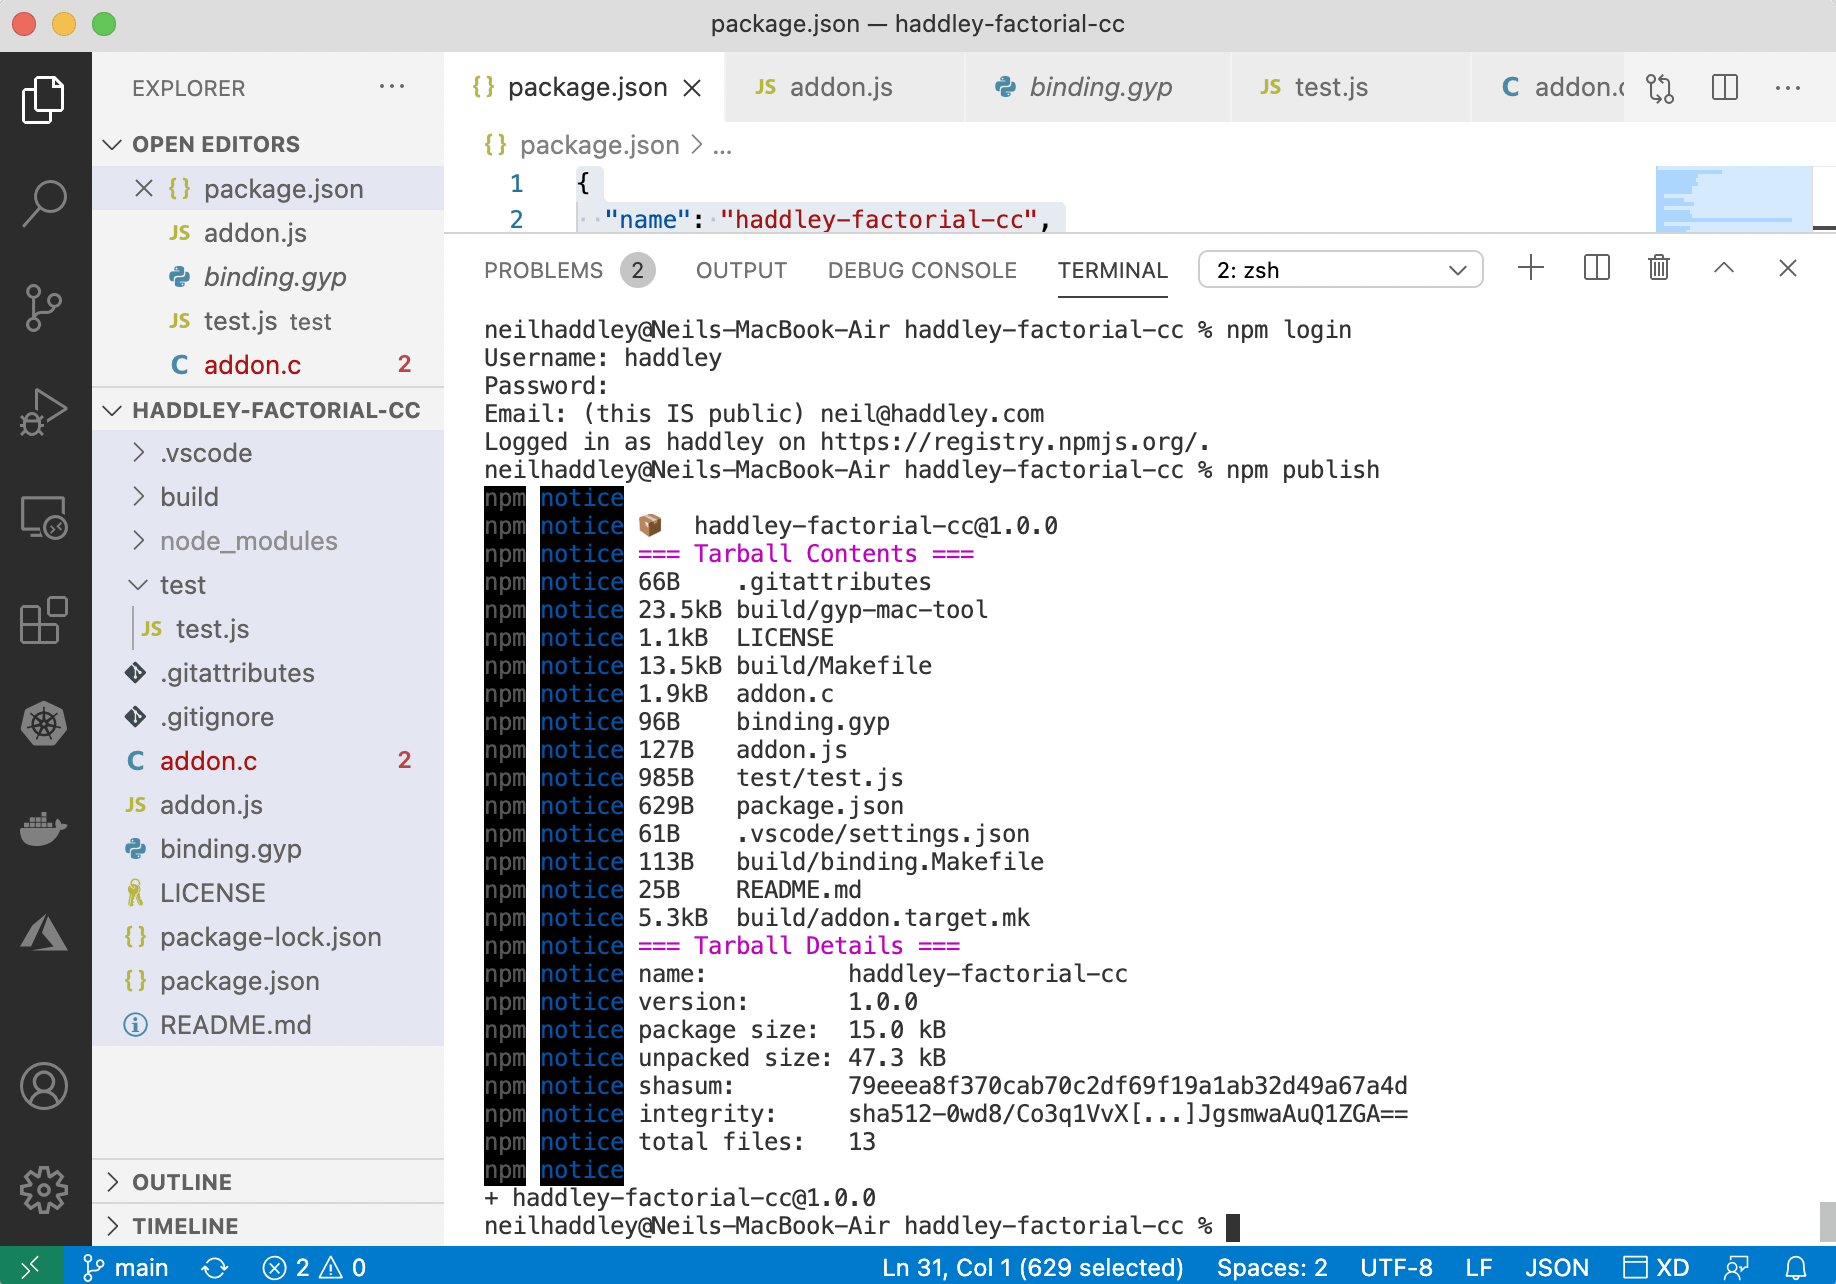 package.json — haddley-factorial-cc
EXPLORER ...
{} package.json
JS addon.js
binding.gyp
JS test.js
C addon.c
OPEN EDITORS
{} package.json
JS addon.js
binding.gyp
JS test.js test
C addon.c 2
HADDLEY-FACTORIAL-CC
.vscode
build
node_modules
test
JS test.js
.gitattributes
.gitignore
C addon.c 2
JS addon.js
binding.gyp
LICENSE
{} package-lock.json
{} package.json
README.md
OUTLINE
TIMELINE
{} package.json > ...
1 {
2 "name": "haddley-factorial-cc",
PROBLEMS 2 OUTPUT DEBUG CONSOLE TERMINAL 2: zsh
neilhaddley@Neils-MacBook-Air haddley-factorial-cc % npm login
Username: haddley
Password:
Email: (this IS public) neil@haddley.com
Logged in as haddley on https://registry.npmjs.org/.
neilhaddley@Neils-MacBook-Air haddley-factorial-cc % npm publish
npm notice
npm notice 📦 haddley-factorial-cc@1.0.0
npm notice === Tarball Contents ===
npm notice 66B .gitattributes
npm notice 23.5kB build/gyp-mac-tool
npm notice 1.1kB LICENSE
npm notice 13.5kB build/Makefile
npm notice 1.9kB addon.c
npm notice 96B binding.gyp
npm notice 127B addon.js
npm notice 985B test/test.js
npm notice 629B package.json
npm notice 61B .vscode/settings.json
npm notice 113B build/binding.Makefile
npm notice 25B README.md
npm notice 5.3kB build/addon.target.mk
npm notice === Tarball Details ===
npm notice name: haddley-factorial-cc
npm notice version: 1.0.0
npm notice package size: 15.0 kB
npm notice unpacked size: 47.3 kB
npm notice shasum: 79eeea8f370cab70c2df69f19a1ab32d49a67a4d
npm notice integrity: sha512-0wd8/Co3q1VvX[...]JgsmwaAuQ1ZGA==
npm notice total files: 13
npm notice
+ haddley-factorial-cc@1.0.0
neilhaddley@Neils-MacBook-Air haddley-factorial-cc %
main 2 0 Ln 31, Col 1 (629 selected) Spaces: 2 UTF-8 LF JSON XD